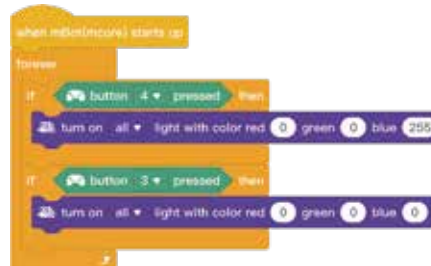 when mBot(mcore) starts up
forever
if button 4 pressed then
turn on all light with color red 0 green 0 blue 255
if button 3 pressed then
turn on all light with color red 0 green 0 blue 0